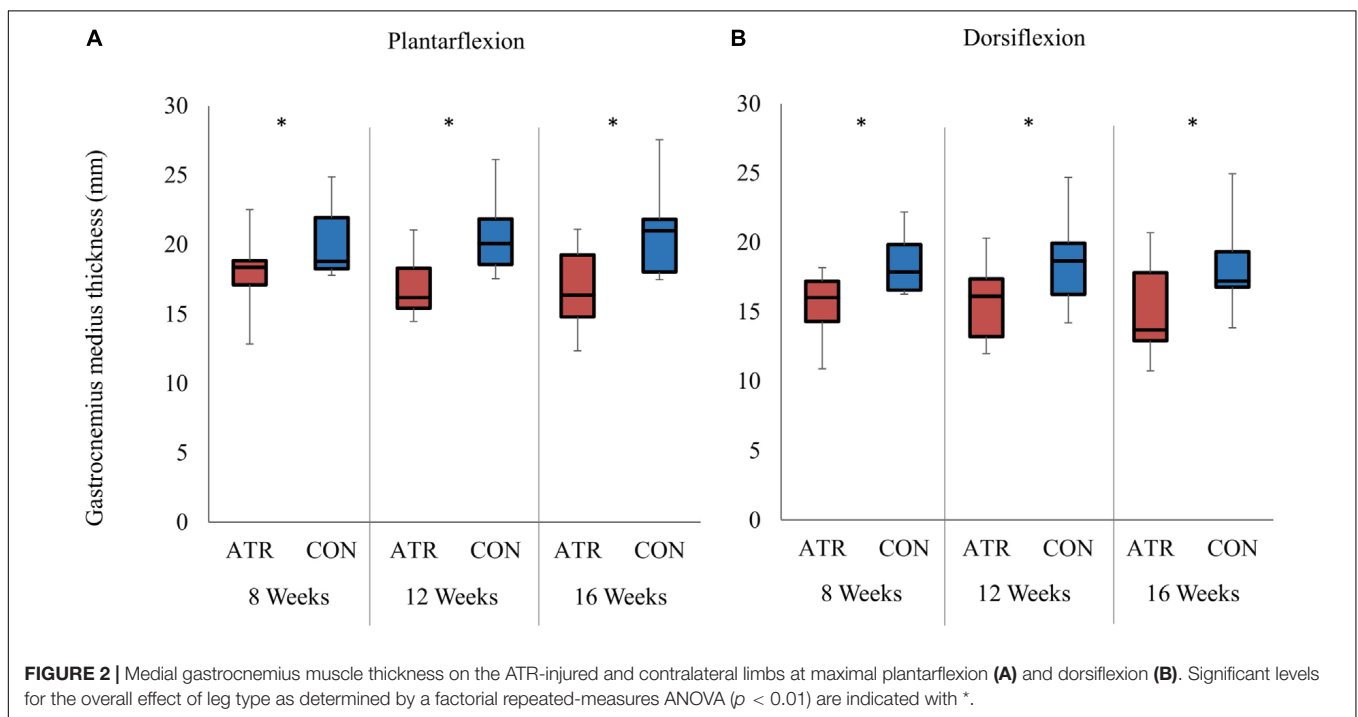 A
Plantarflexion
B
Dorsiflexion
Gastrocnemius medius thickness (mm)
30
25
20
15
10
5
0
*
*
*
ATR CON ATR CON ATR CON
8 Weeks 12 Weeks 16 Weeks
30
25
20
15
10
5
0
*
*
*
ATR CON ATR CON ATR CON
8 Weeks 12 Weeks 16 Weeks
FIGURE 2 | Medial gastrocnemius muscle thickness on the ATR-injured and contralateral limbs at maximal plantarflexion (A) and dorsiflexion (B). Significant levels
for the overall effect of leg type as determined by a factorial repeated-measures ANOVA (p < 0.01) are indicated with *.